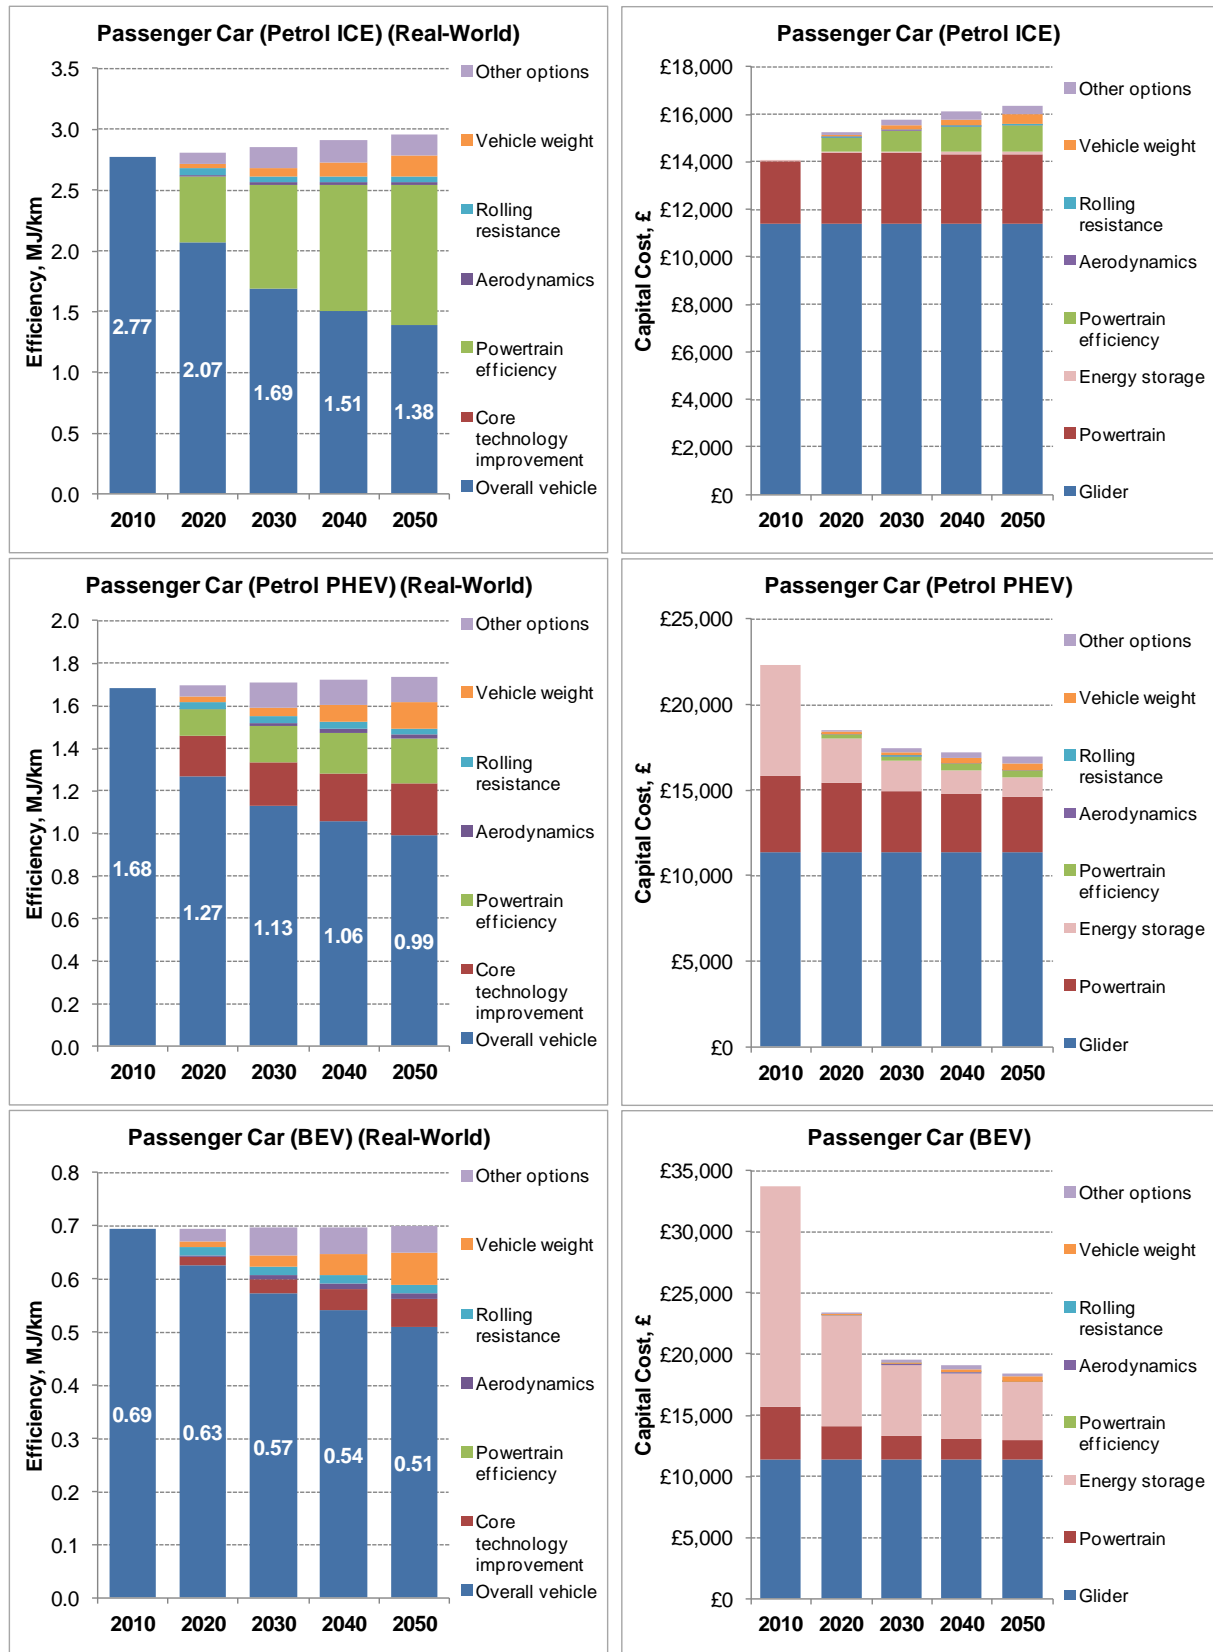 Passenger Car (Petrol ICE) (Real-World)
Efficiency, MJ/km
3.5
3.0
2.5
2.0
1.5
1.0
0.5
0.0
2.77
2.07
1.69
1.51
1.38
2010 2020 2030 2040 2050
Other options
Vehicle weight
Rolling
resistance
Aerodynamics
Powertrain
efficiency
Core
technology
improvement
Overall vehicle
Passenger Car (Petrol ICE)
Capital Cost, £
£18,000
£16,000
£14,000
£12,000
£10,000
£8,000
£6,000
£4,000
£2,000
£0
2010 2020 2030 2040 2050
Other options
Vehicle weight
Rolling
resistance
Aerodynamics
Powertrain
efficiency
Energy storage
Powertrain
Glider
Passenger Car (Petrol PHEV) (Real-World)
Efficiency, MJ/km
2.0
1.8
1.6
1.4
1.2
1.0
0.8
0.6
0.4
0.2
0.0
1.68
1.27
1.13
1.06
0.99
2010 2020 2030 2040 2050
Other options
Vehicle weight
Rolling
resistance
Aerodynamics
Powertrain
efficiency
Core
technology
improvement
Overall vehicle
Passenger Car (Petrol PHEV)
Capital Cost, £
£25,000
£20,000
£15,000
£10,000
£5,000
£0
2010 2020 2030 2040 2050
Other options
Vehicle weight
Rolling
resistance
Aerodynamics
Powertrain
efficiency
Energy storage
Powertrain
Glider
Passenger Car (BEV) (Real-World)
Efficiency, MJ/km
0.8
0.7
0.6
0.5
0.4
0.3
0.2
0.1
0.0
0.69
0.63
0.57
0.54
0.51
2010 2020 2030 2040 2050
Other options
Vehicle weight
Rolling
resistance
Aerodynamics
Powertrain
efficiency
Core
technology
improvement
Overall vehicle
Passenger Car (BEV)
Capital Cost, £
£35,000
£30,000
£25,000
£20,000
£15,000
£10,000
£5,000
£0
2010 2020 2030 2040 2050
Other options
Vehicle weight
Rolling
resistance
Aerodynamics
Powertrain
efficiency
Energy storage
Powertrain
Glider